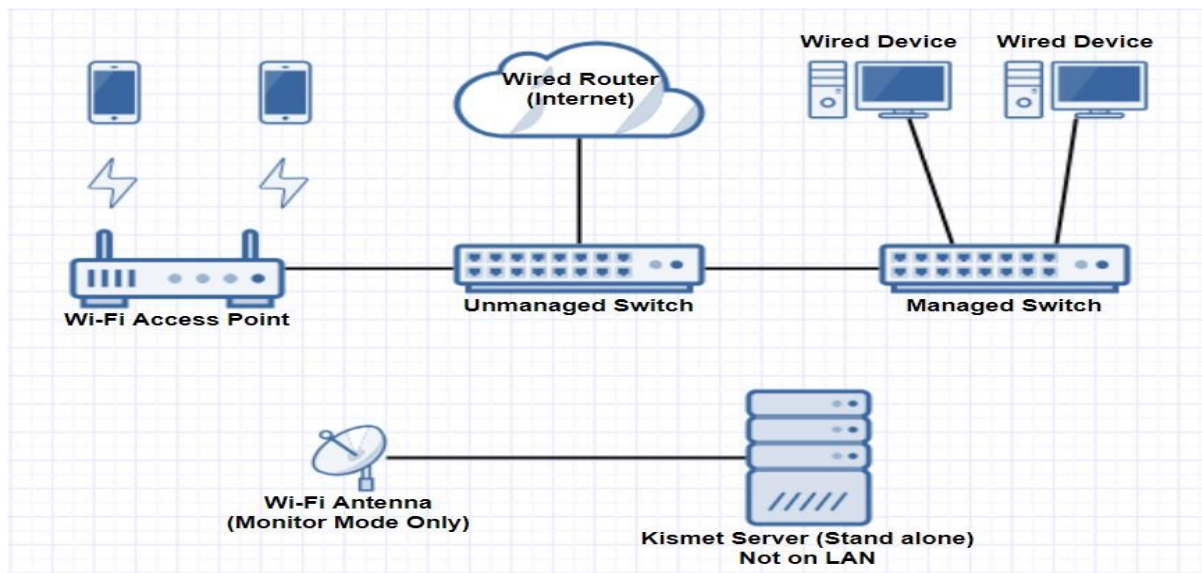 Wired Device
Wired Device
Wired Router
(Internet)
Wi-Fi Access Point
Unmanaged Switch
Managed Switch
Wi-Fi Antenna
(Monitor Mode Only)
Kismet Server (Stand alone)
Not on LAN